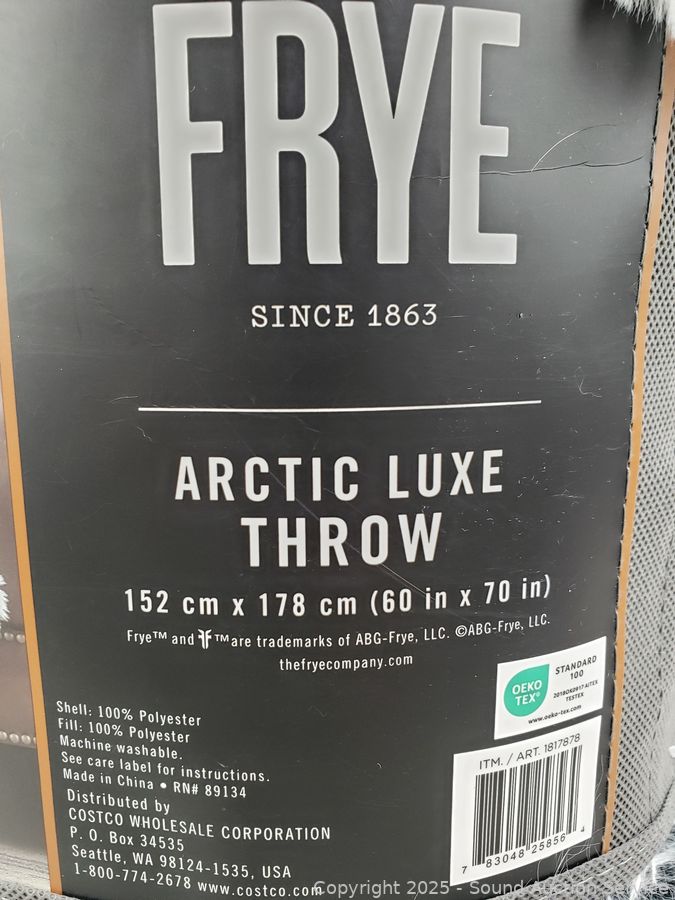 FRYE
SINCE 1863
ARCTIC LUXE
THROW
152 cm x 178 cm (60 in x 70 in)
Frye™ and ™are trademarks of ABG-Frye, LLC. ©ABG-Frye, LLC.
thefryecompany.com
OEKO
TEX®
STANDARD
100
2018OK0917 AITEX
TESTEX
www.oeko-tex.com
Shell: 100% Polyester
Fill: 100% Polyester
Machine washable.
See care label for instructions.
Made in China • RN# 89134
Distributed by
COSTCO WHOLESALE CORPORATION
P. O. Box 34535
Seattle, WA 98124-1535, USA
1-800-774-2678 www.costco.com
ITM. / ART. 1817878
7 83048 25856 4
Copyright 2025 - Sound Auction Service